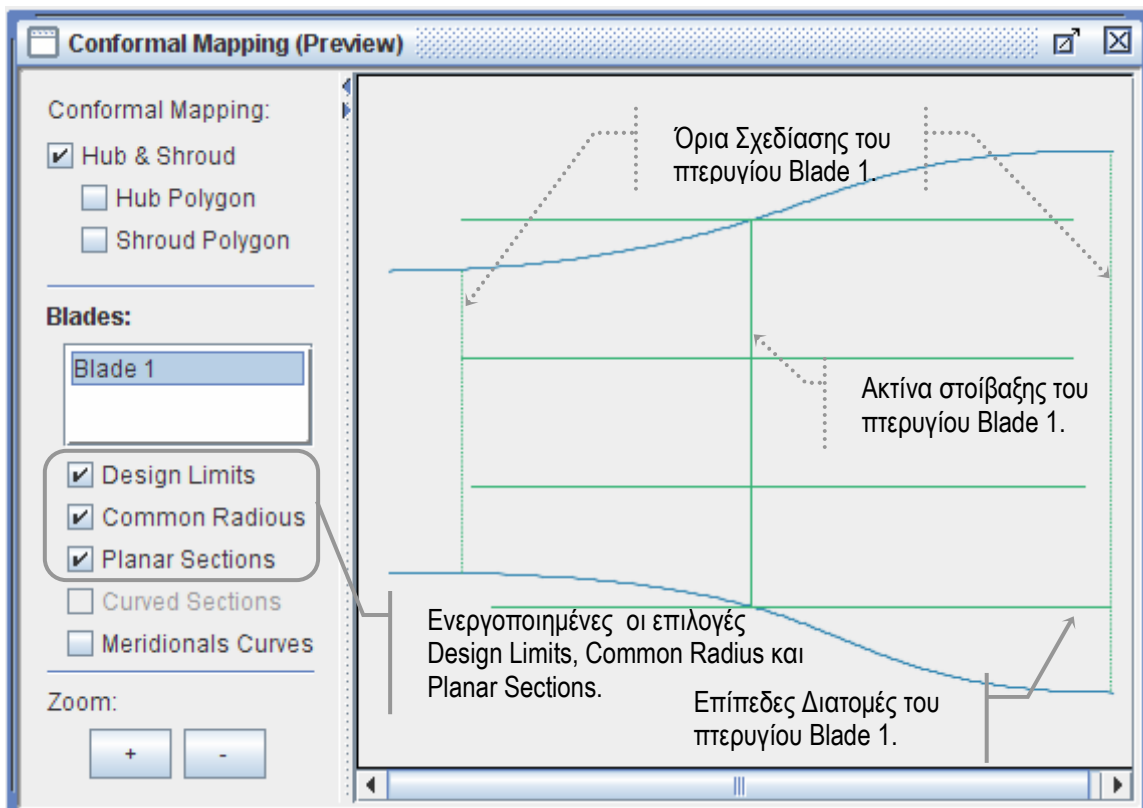 Conformal Mapping (Preview)
Conformal Mapping:
Hub & Shroud
Hub Polygon
Shroud Polygon
Blades:
Blade 1
Design Limits
Common Radious
Planar Sections
Curved Sections
Meridionals Curves
Zoom:
+
-
Όρια Σχεδίασης του
πτερυγίου Blade 1.
Ακτίνα στοίβαξης του
πτερυγίου Blade 1.
Ενεργοποιημένες οι επιλογές
Design Limits, Common Radius και
Planar Sections.
Επίπεδες Διατομές του
πτερυγίου Blade 1.